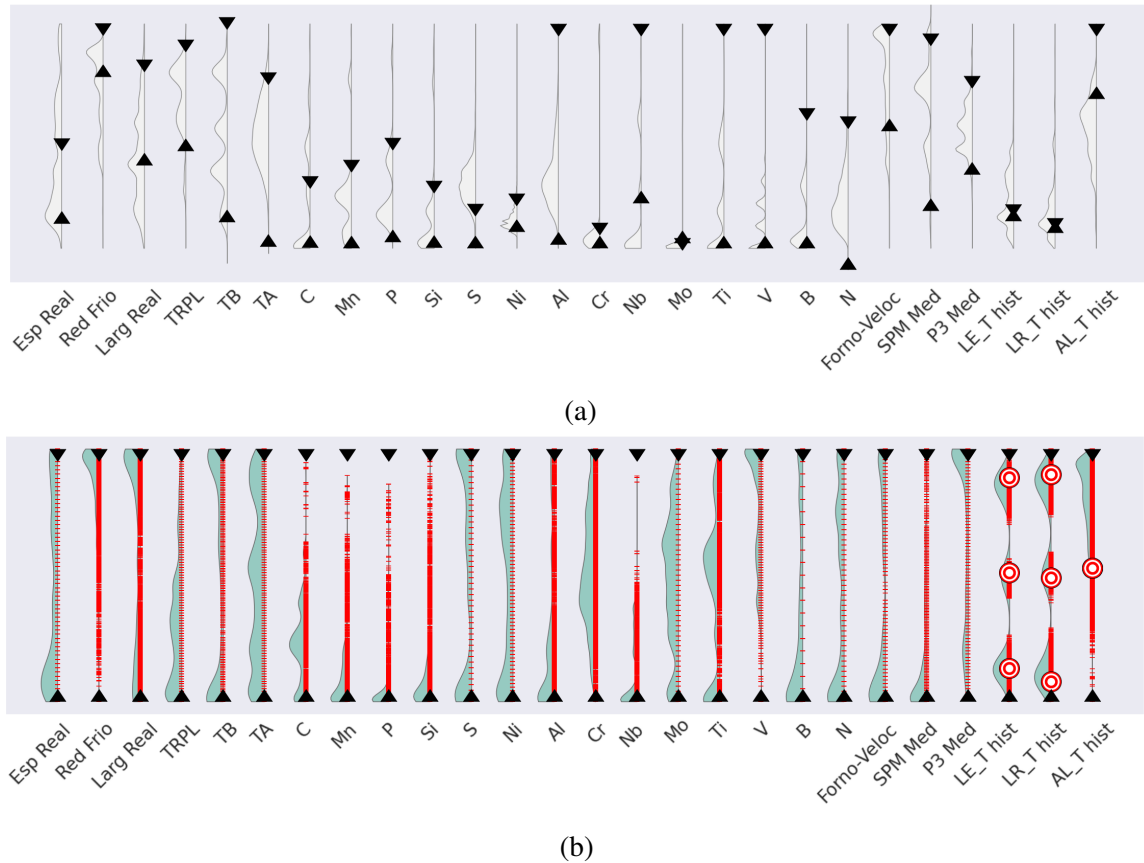 Esp Real Red Frio Larg Real TRPL TB TA C Mn P Si S Ni Al Cr Nb Mo Ti V B N Forno-Veloc SPM Med P3 Med LE_T hist LR_T hist AL_T hist
(a)
Esp Real Red Frio Larg Real TRPL TB TA C Mn P Si S Ni Al Cr Nb Mo Ti V B N Forno-Veloc SPM Med P3 Med LE_T hist LR_T hist AL_T hist
(b)